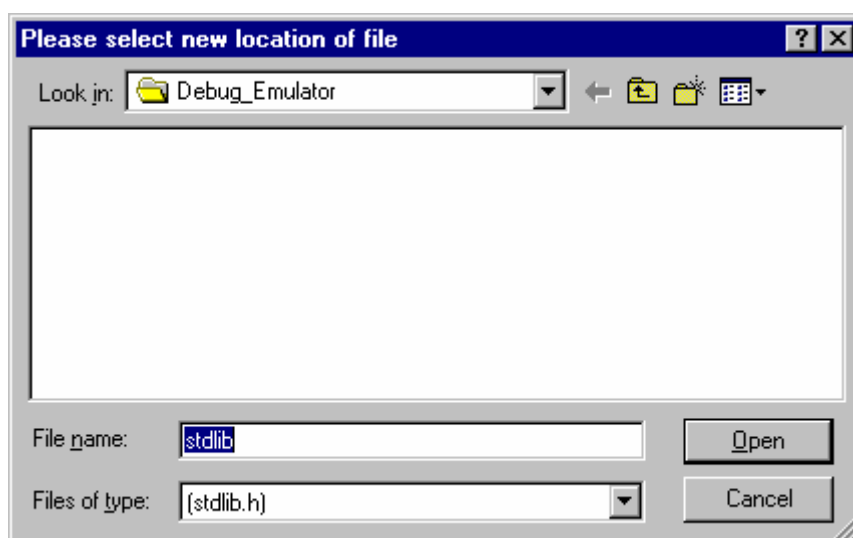 Please select new location of file
Look in: Debug_Emulator
File name: stdlib
Open
Files of type: (stdlib.h)
Cancel